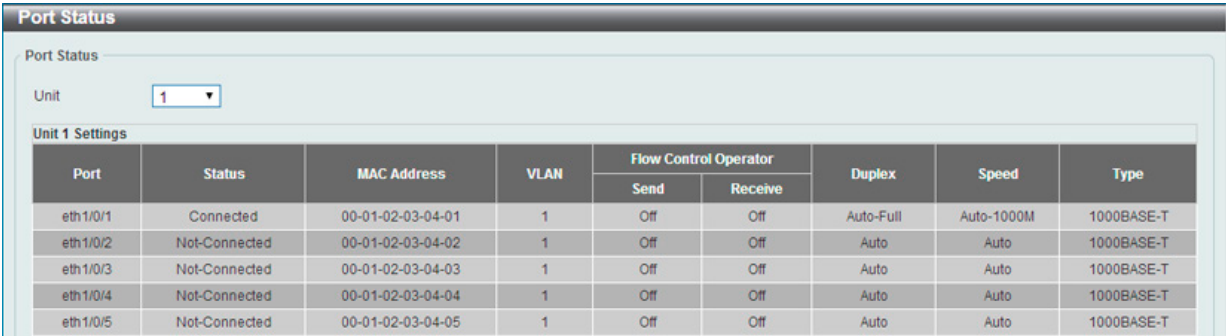 Port Status
Port Status
Unit 1
Unit 1 Settings
Port Status MAC Address VLAN Flow Control Operator Duplex Speed Type
Send Receive
eth1/0/1 Connected 00-01-02-03-04-01 1 Off Off Auto-Full Auto-1000M 1000BASE-T
eth1/0/2 Not-Connected 00-01-02-03-04-02 1 Off Off Auto Auto 1000BASE-T
eth1/0/3 Not-Connected 00-01-02-03-04-03 1 Off Off Auto Auto 1000BASE-T
eth1/0/4 Not-Connected 00-01-02-03-04-04 1 Off Off Auto Auto 1000BASE-T
eth1/0/5 Not-Connected 00-01-02-03-04-05 1 Off Off Auto Auto 1000BASE-T